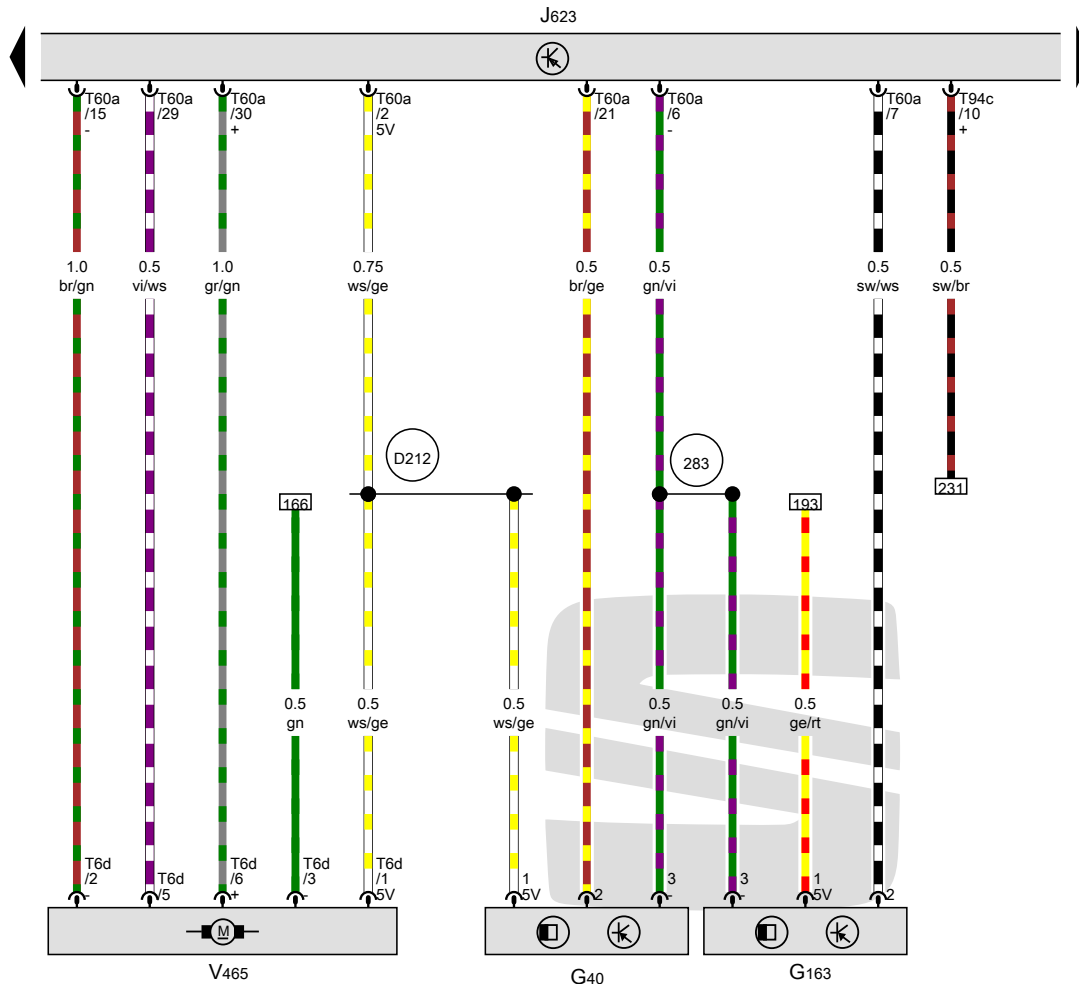 J623
T60a T60a T60a T60a T60a T60a T60a T94c
/15 /29 /30 /2 /21 /6 /7 /10
- + 5V - +
1.0 0.5 1.0 0.75 0.5 0.5 0.5 0.5
br/gn vi/ws gr/gn ws/ge br/ge gn/vi sw/ws sw/br
D212 283
231
166 193
0.5 0.5 0.5 0.5 0.5 0.5
gn ws/ge ws/ge gn/vi gn/vi ge/rt
T6d T6d T6d T6d T6d
/2 /5 /6 /3 /1 1 2 3 3 1 2
- + - 5V 5V - - 5V
M
V465 G40 G163